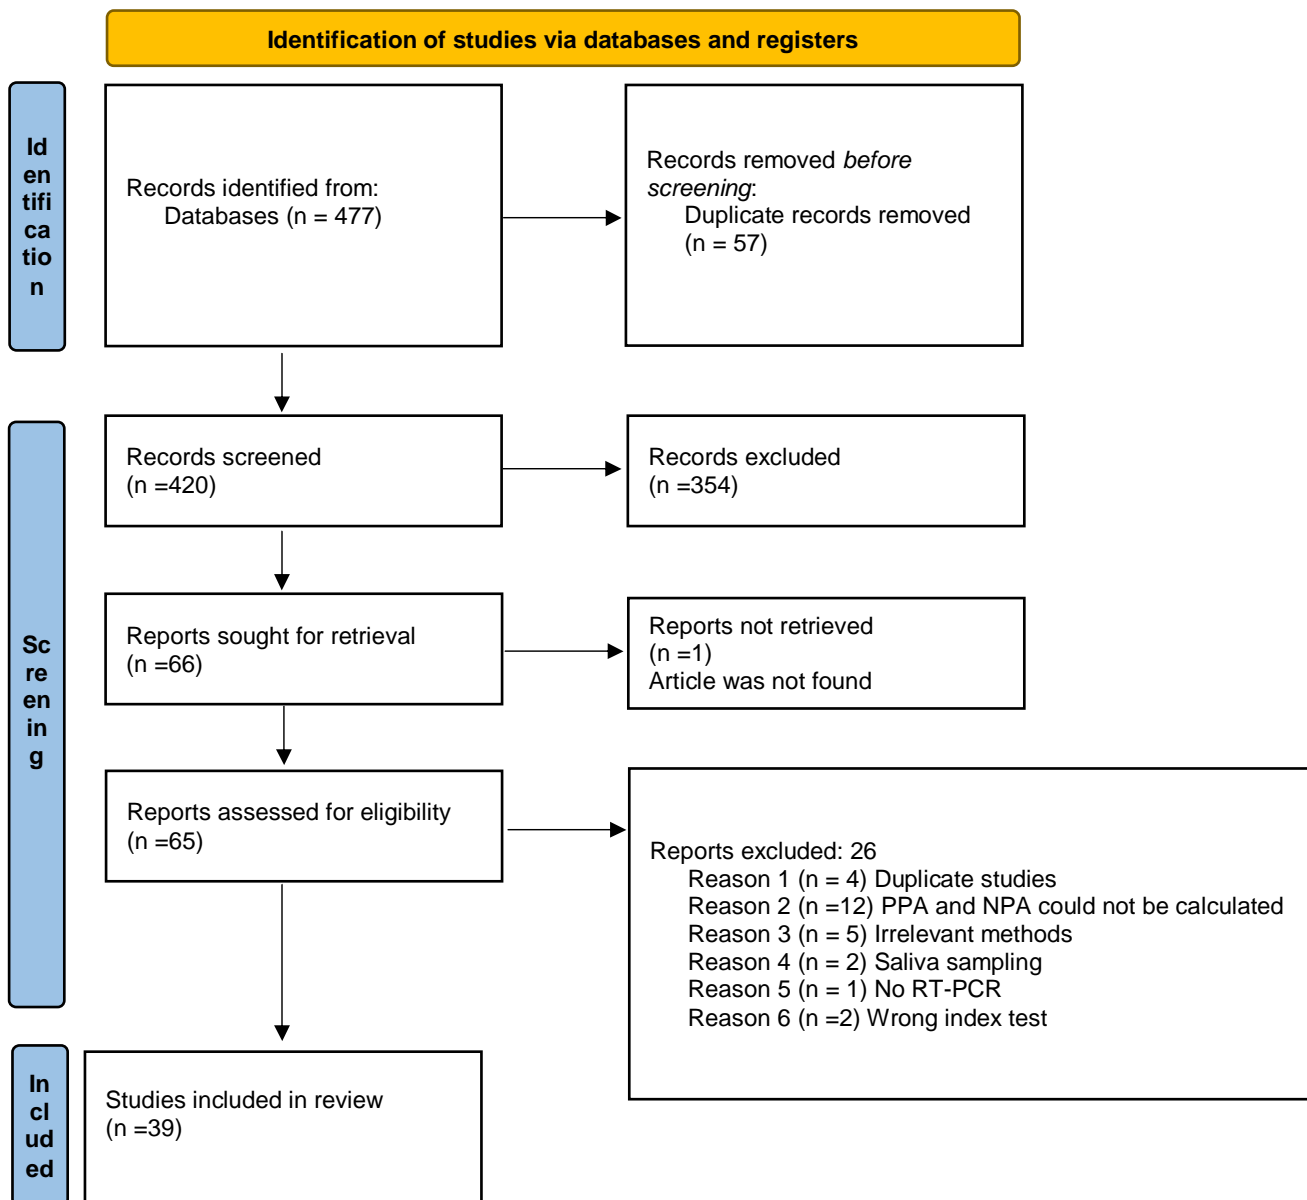 Identification of studies via databases and registers
Id
en
tifi
ca
tio
n
Records identified from:
Databases (n = 477)
Records removed before
screening:
Duplicate records removed
(n = 57)
Sc
re
en
in
g
Records screened
(n =420)
Records excluded
(n =354)
Reports sought for retrieval
(n =66)
Reports not retrieved
(n =1)
Article was not found
Reports assessed for eligibility
(n =65)
Reports excluded: 26
Reason 1 (n = 4) Duplicate studies
Reason 2 (n =12) PPA and NPA could not be calculated
Reason 3 (n = 5) Irrelevant methods
Reason 4 (n = 2) Saliva sampling
Reason 5 (n = 1) No RT-PCR
Reason 6 (n =2) Wrong index test
In
cl
ud
ed
Studies included in review
(n =39)